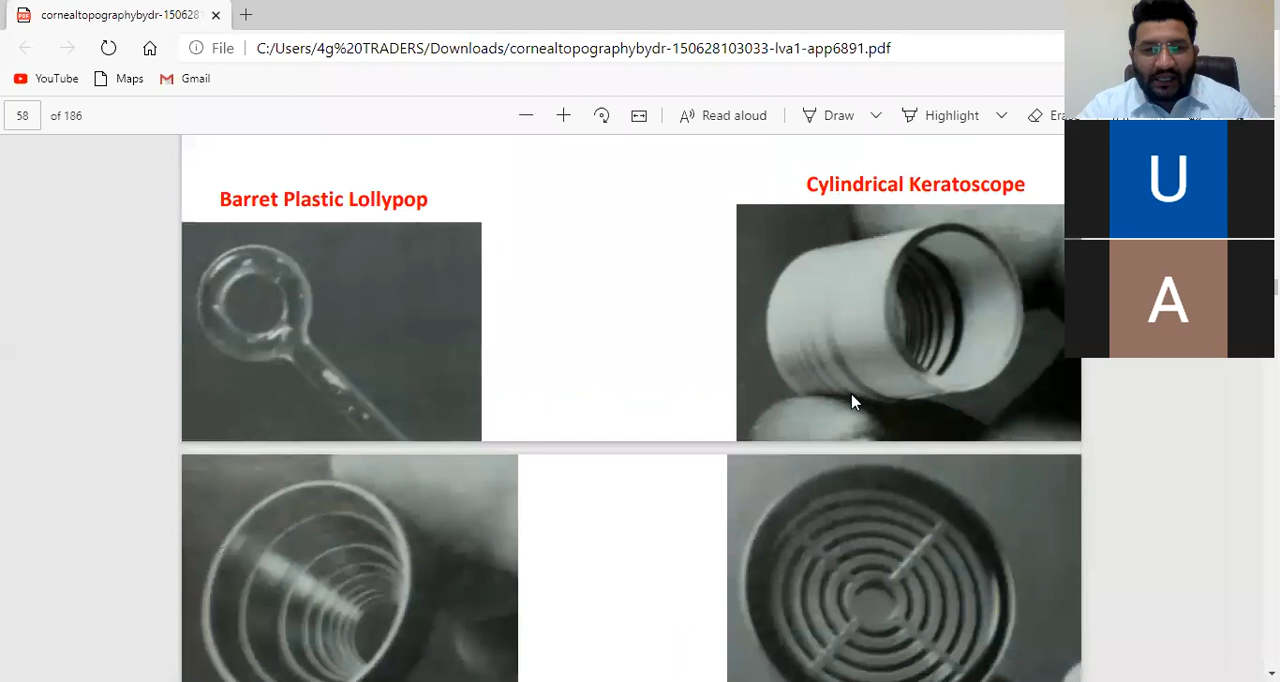 cornealtopographybydr-150628
File C:/Users/4g%20TRADERS/Downloads/cornealtopographybydr-150628103033-lva1-app6891.pdf
YouTube Maps Gmail
58 of 186 Read aloud Draw Highlight
Barret Plastic Lollypop
Cylindrical Keratoscope
U
A